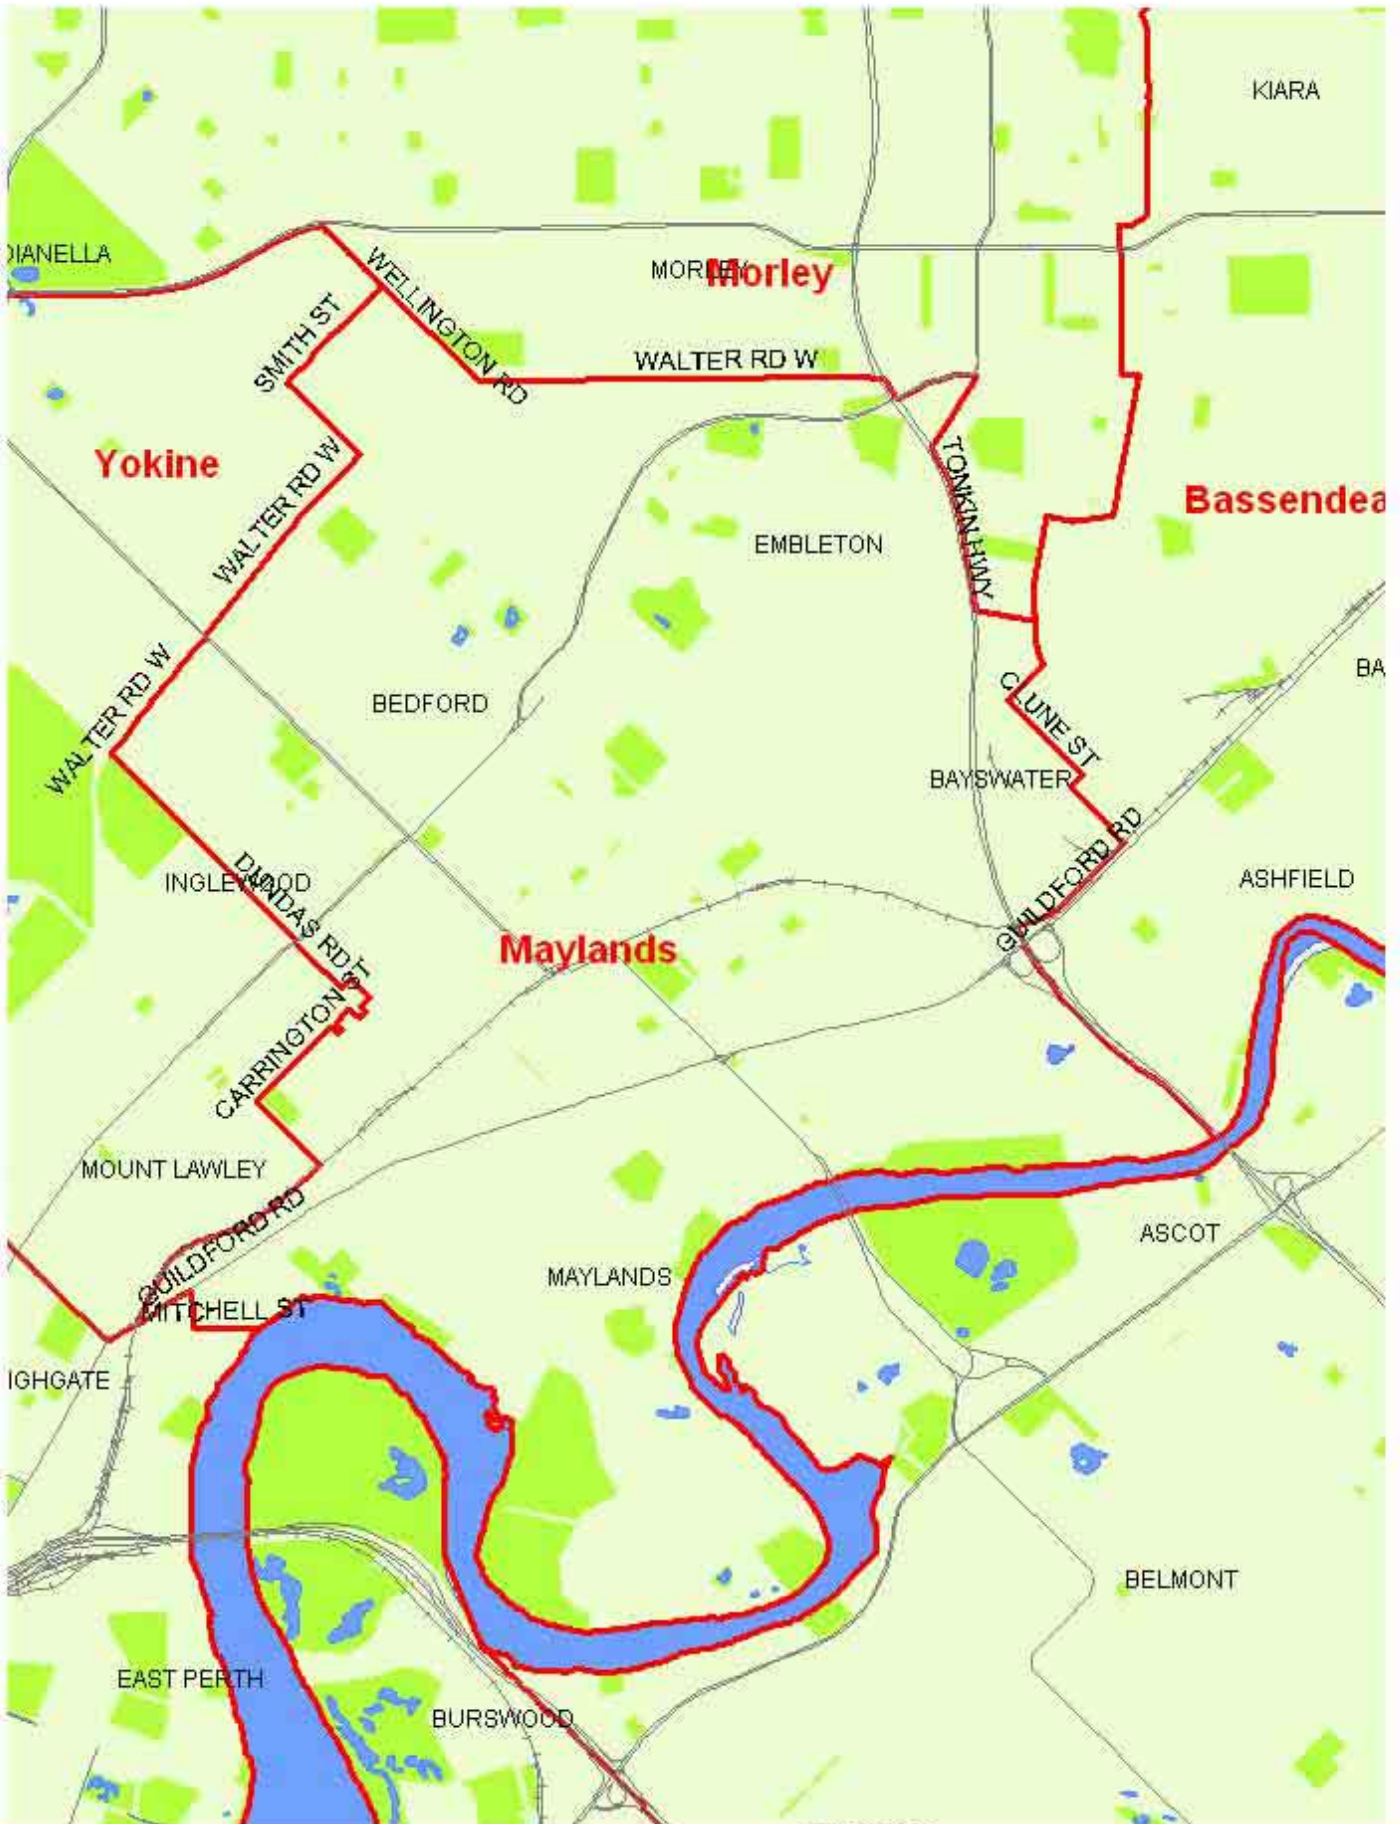 KIARA
DIANELLA
WELLINGTON RD
MORLEY
Morley
SMITH ST
WALTER RD W
Yokine
WALTER RD W
TONKIN HWY
Bassendea
EMBLETON
WALTER RD W
BA
BEDFORD
CLUNE ST
BAYSWATER
GUILDFORD RD
INGLEWOOD
DUNDAS RD
ASHFIELD
Maylands
CARRINGTON ST
MOUNT LAWLEY
GUILDFORD RD
ASCOT
MAYLANDS
MITCHELL ST
IGHGATE
BELMONT
EAST PERTH
BURSWOOD